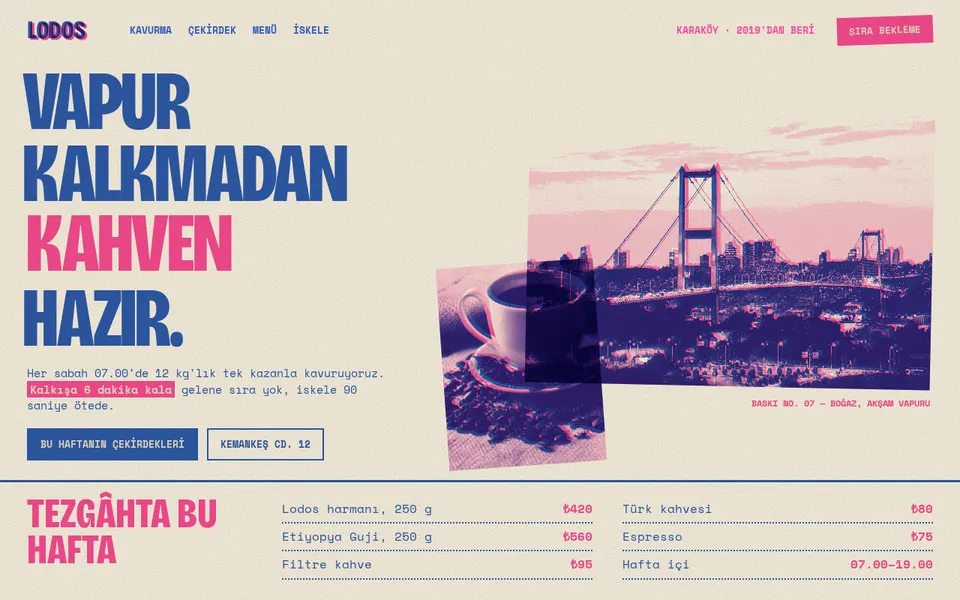 LODOS
KAVURMA ÇEKİRDEK MENÜ İSKELE
KARAKÖY · 2019'DAN BERİ
SIRA BEKLEME
VAPUR
KALKMADAN
KAHVEN
HAZIR.
Her sabah 07.00'de 12 kg'lık tek kazanla kavuruyoruz.
Kalkışa 6 dakika kala gelene sıra yok, iskele 90
saniye ötede.
BU HAFTANIN ÇEKİRDEKLERİ
KEMANKEŞ CD. 12
BASKI NO. 07 — BOĞAZ, AKŞAM VAPURU
TEZGÂHTA BU
HAFTA
Lodos harmanı, 250 g ₺420
Etiyopya Guji, 250 g ₺560
Filtre kahve ₺95
Türk kahvesi ₺80
Espresso ₺75
Hafta içi 07.00–19.00